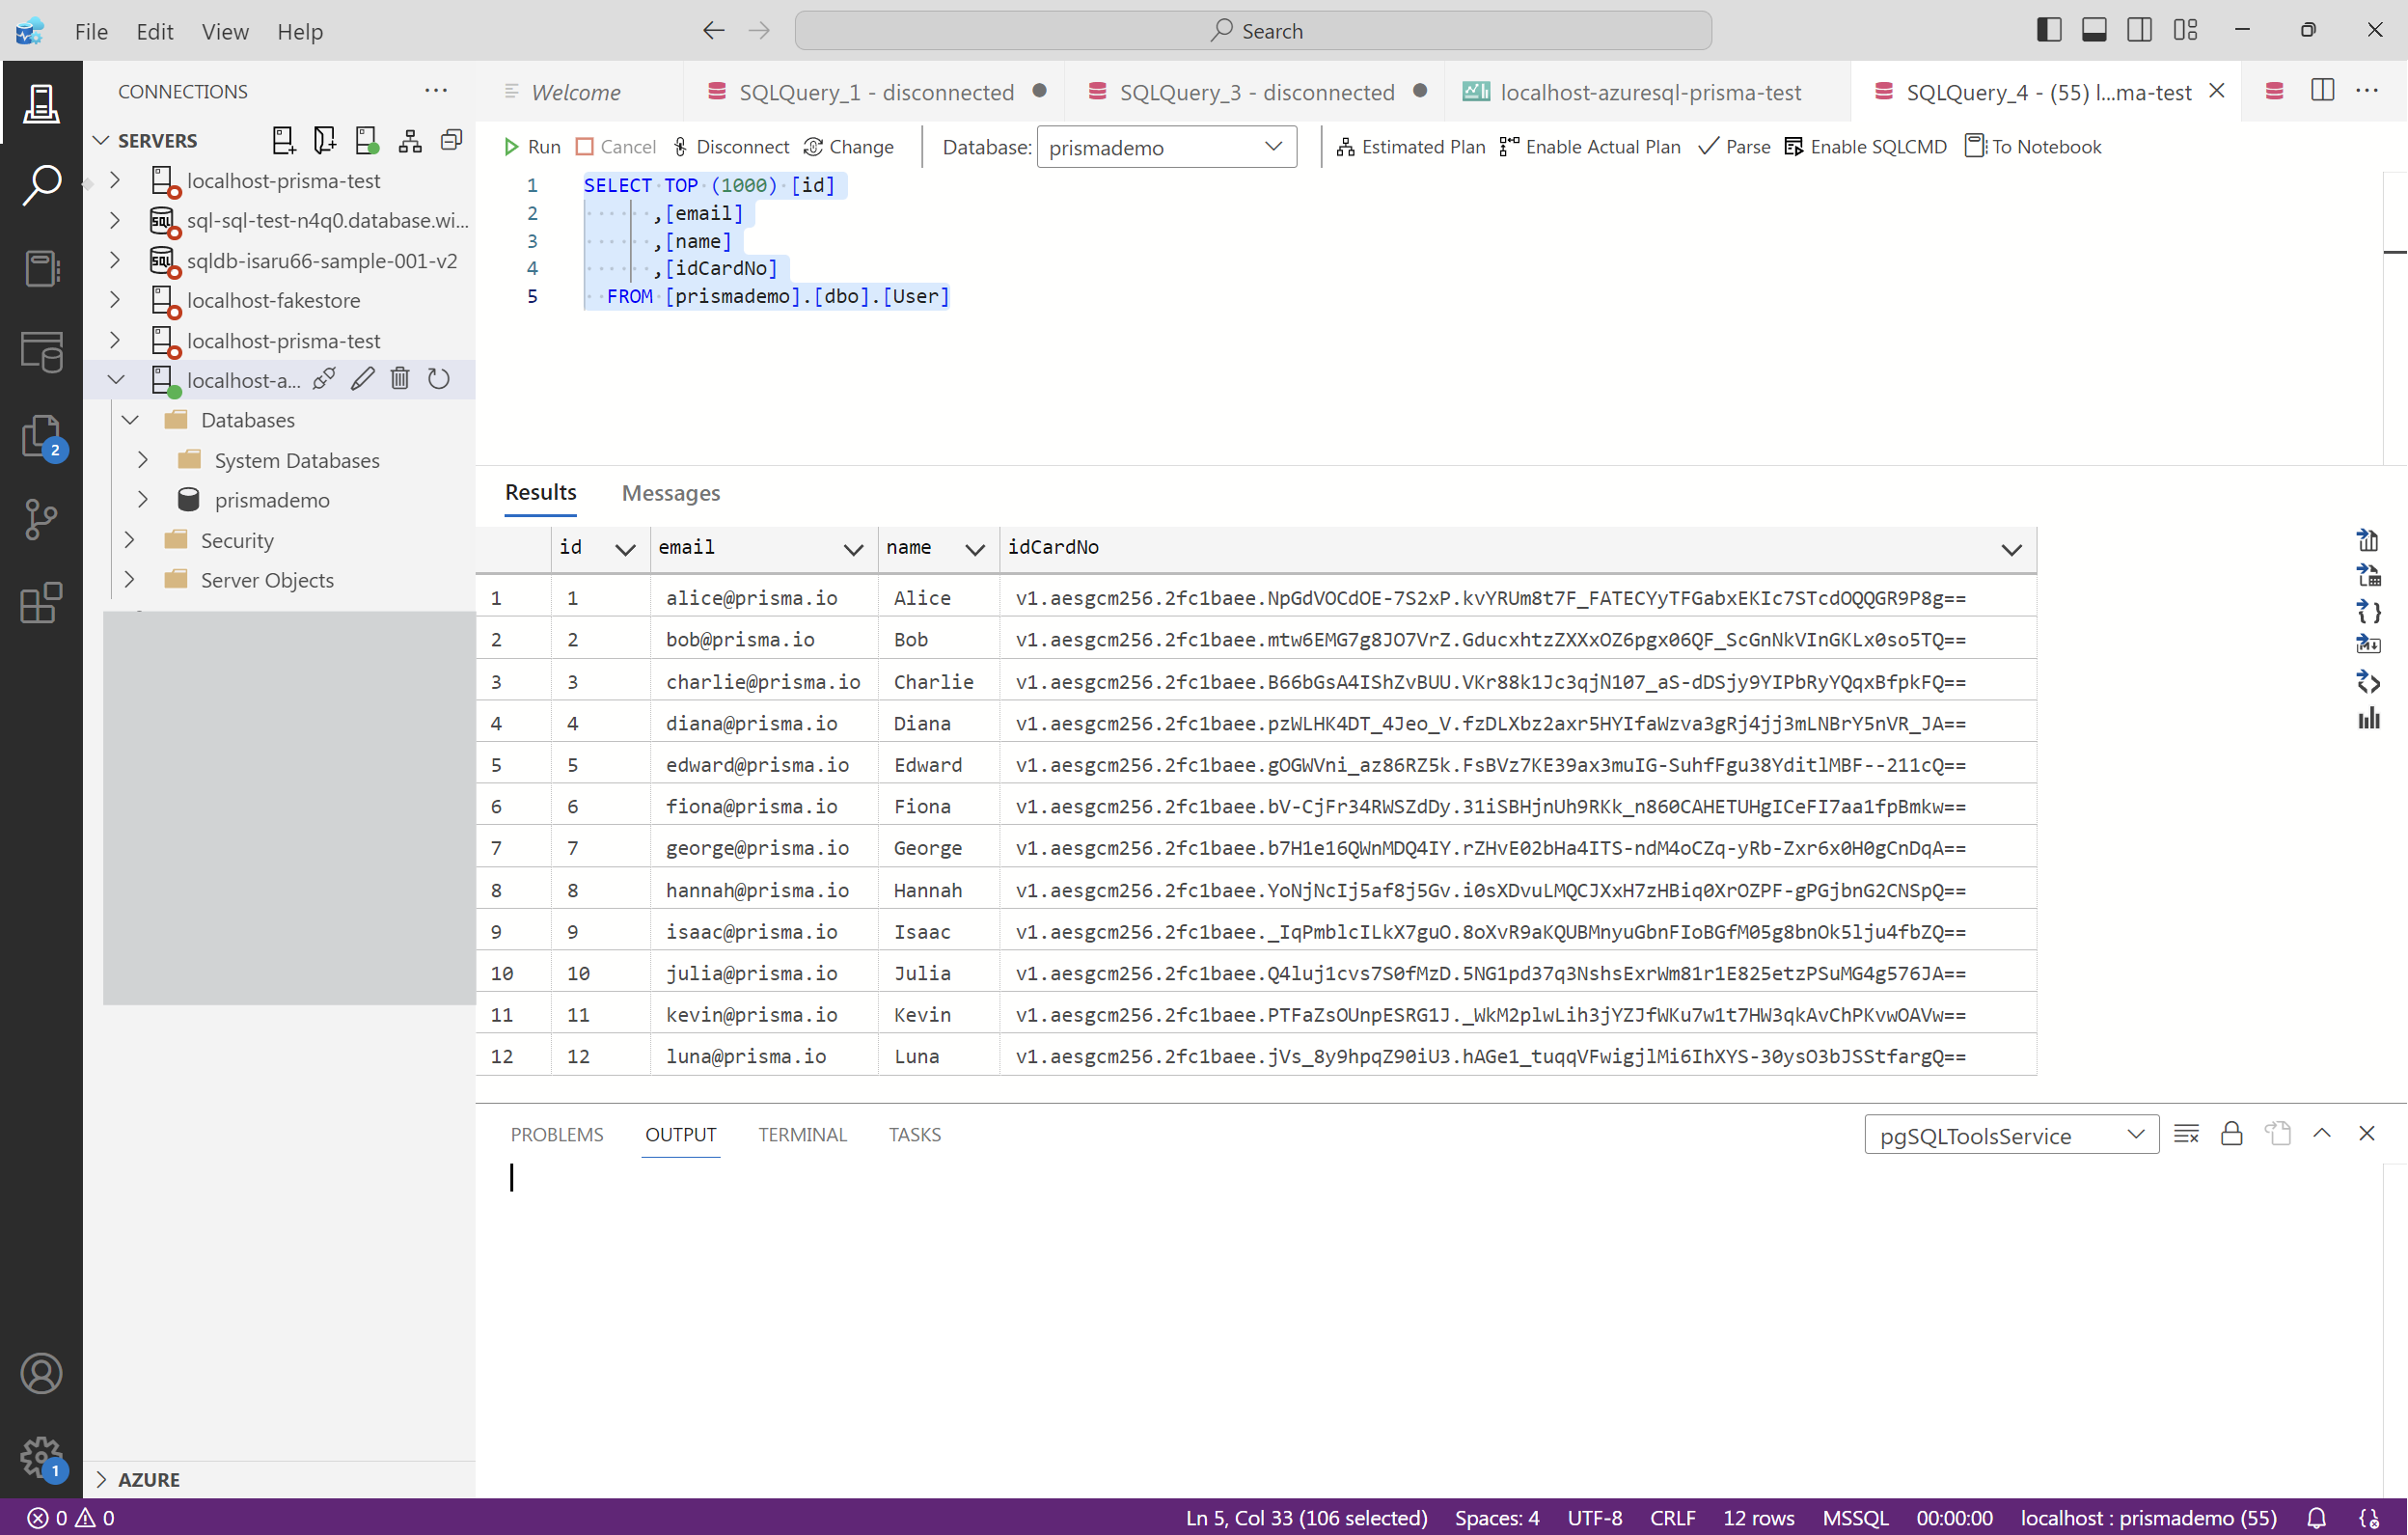 File Edit View Help
Search
CONNECTIONS
SERVERS
localhost-prisma-test
sql-sql-test-n4q0.database.wi...
sqldb-isaru66-sample-001-v2
localhost-fakestore
localhost-prisma-test
localhost-a...
Databases
System Databases
prismademo
Security
Server Objects
AZURE
2
1
Welcome
SQLQuery_1 - disconnected
SQLQuery_3 - disconnected
localhost-azuresql-prisma-test
SQLQuery_4 - (55) l...ma-test
Run Cancel Disconnect Change Database: prismademo Estimated Plan Enable Actual Plan Parse Enable SQLCMD To Notebook
1 SELECT TOP (1000) [id]
2 ,[email]
3 ,[name]
4 ,[idCardNo]
5 FROM [prismademo].[dbo].[User]
Results Messages
id email name idCardNo
1 1 alice@prisma.io Alice v1.aesgcm256.2fc1baee.NpGdVOCdOE-7S2xP.kvYRUm8t7F_FATECYyTFGabxEKIc7STcdOQQGR9P8g==
2 2 bob@prisma.io Bob v1.aesgcm256.2fc1baee.mtw6EMG7g8JO7VrZ.GducxhtzZXXxOZ6pgx06QF_ScGnNkVInGKLx0so5TQ==
3 3 charlie@prisma.io Charlie v1.aesgcm256.2fc1baee.B66bGsA4IShZvBUU.VKr88k1Jc3qjN107_aS-dDSjy9YIPbRyYQqxBfpkFQ==
4 4 diana@prisma.io Diana v1.aesgcm256.2fc1baee.pzWLHK4DT_4Jeo_V.fzDLXbz2axr5HYIfaWzva3gRj4jj3mLNBrY5nVR_JA==
5 5 edward@prisma.io Edward v1.aesgcm256.2fc1baee.gOGWVni_az86RZ5k.FsBVz7KE39ax3muIG-SuhfFgu38YditlMBF--211cQ==
6 6 fiona@prisma.io Fiona v1.aesgcm256.2fc1baee.bV-CjFr34RWSZdDy.31iSBHjnUh9RKk_n860CAHETUHgICeFI7aa1fpBmkw==
7 7 george@prisma.io George v1.aesgcm256.2fc1baee.b7H1e16QWnMDQ4IY.rZHvE02bHa4ITS-ndM4oCZq-yRb-Zxr6x0H0gCnDqA==
8 8 hannah@prisma.io Hannah v1.aesgcm256.2fc1baee.YoNjNcIj5af8j5Gv.i0sXDvuLMQCJXxH7zHBiq0XrOZPF-gPGjbnG2CNSpQ==
9 9 isaac@prisma.io Isaac v1.aesgcm256.2fc1baee._IqPmblcILkX7guO.8oXvR9aKQUBMnyuGbnFIoBGfM05g8bnOk5lju4fbZQ==
10 10 julia@prisma.io Julia v1.aesgcm256.2fc1baee.Q4luj1cvs7S0fMzD.5NG1pd37q3NshsExrWm81r1E825etzPSuMG4g576JA==
11 11 kevin@prisma.io Kevin v1.aesgcm256.2fc1baee.PTFaZsOUnpESRG1J._WkM2plwLih3jYZJfWKu7w1t7HW3qkAvChPKvwOAVw==
12 12 luna@prisma.io Luna v1.aesgcm256.2fc1baee.jVs_8y9hpqZ90iU3.hAGe1_tuqqVFwigjlMi6IhXYS-30ysO3bJSStfargQ==
PROBLEMS OUTPUT TERMINAL TASKS pgSQLToolsService
0 0 Ln 5, Col 33 (106 selected) Spaces: 4 UTF-8 CRLF 12 rows MSSQL 00:00:00 localhost : prismademo (55)